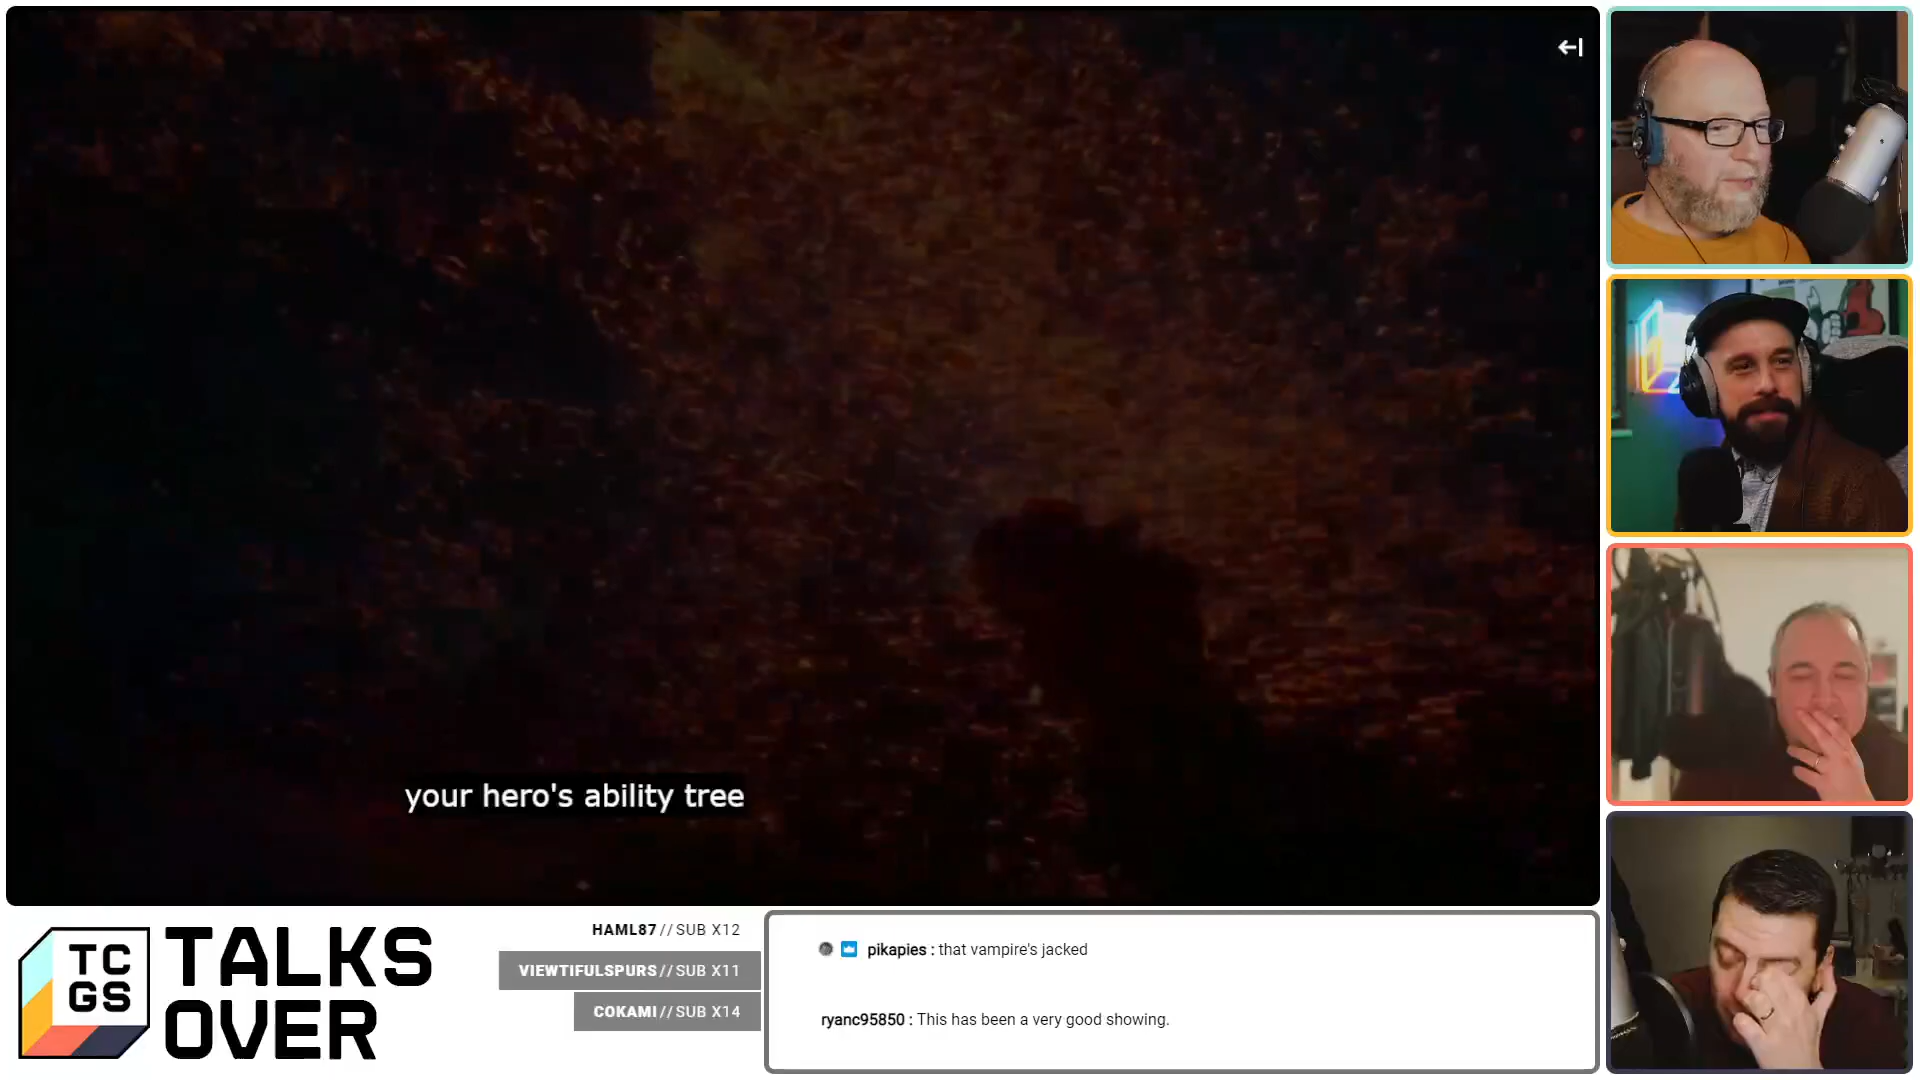 your hero's ability tree
TC
GS
TALKS
OVER
HAML87 // SUB X12
VIEWTIFULSPURS // SUB X11
COKAMI // SUB X14
pikapies : that vampire's jacked
ryanc95850 : This has been a very good showing.